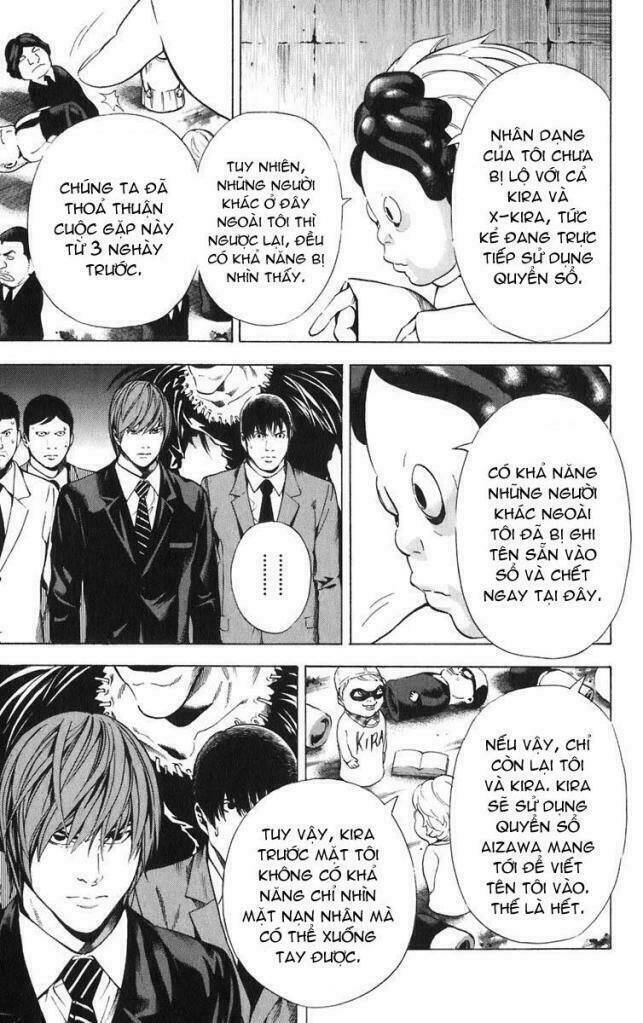 NHÂN DẠNG
CỦA TÔI CHƯA
BỊ LỘ VỚI CẢ
KIRA VÀ
X-KIRA, TỨC
KẺ ĐANG TRỰC
TIẾP SỬ DỤNG
QUYỂN SỔ.
TUY NHIÊN,
NHỮNG NGƯỜI
KHÁC Ở ĐÂY
NGOÀI TÔI THÌ
NGƯỢC LẠI, ĐỀU
CÓ KHẢ NĂNG BỊ
NHÌN THẤY.
CHÚNG TA ĐÃ
THOẢ THUẬN
CUỘC GẶP NÀY
TỪ 3 NGHÀY
TRƯỚC.
CÓ KHẢ NĂNG
NHỮNG NGƯỜI
KHÁC NGOÀI
TÔI ĐÃ BỊ GHI
TÊN SẴN VÀO
SỔ VÀ CHẾT
NGAY TẠI ĐÂY.
.........
NẾU VẬY, CHỈ
CÒN LẠI TÔI
VÀ KIRA. KIRA
SẼ SỬ DỤNG
QUYỂN SỔ
AIZAWA MANG
TỚI ĐỂ VIẾT
TÊN TÔI VÀO.
THẾ LÀ HẾT.
KIRA
TUY VẬY, KIRA
TRƯỚC MẶT TÔI
KHÔNG CÓ KHẢ
NĂNG CHỈ NHÌN
MẶT NẠN NHÂN MÀ
CÓ THỂ XUỐNG
TAY ĐƯỢC.